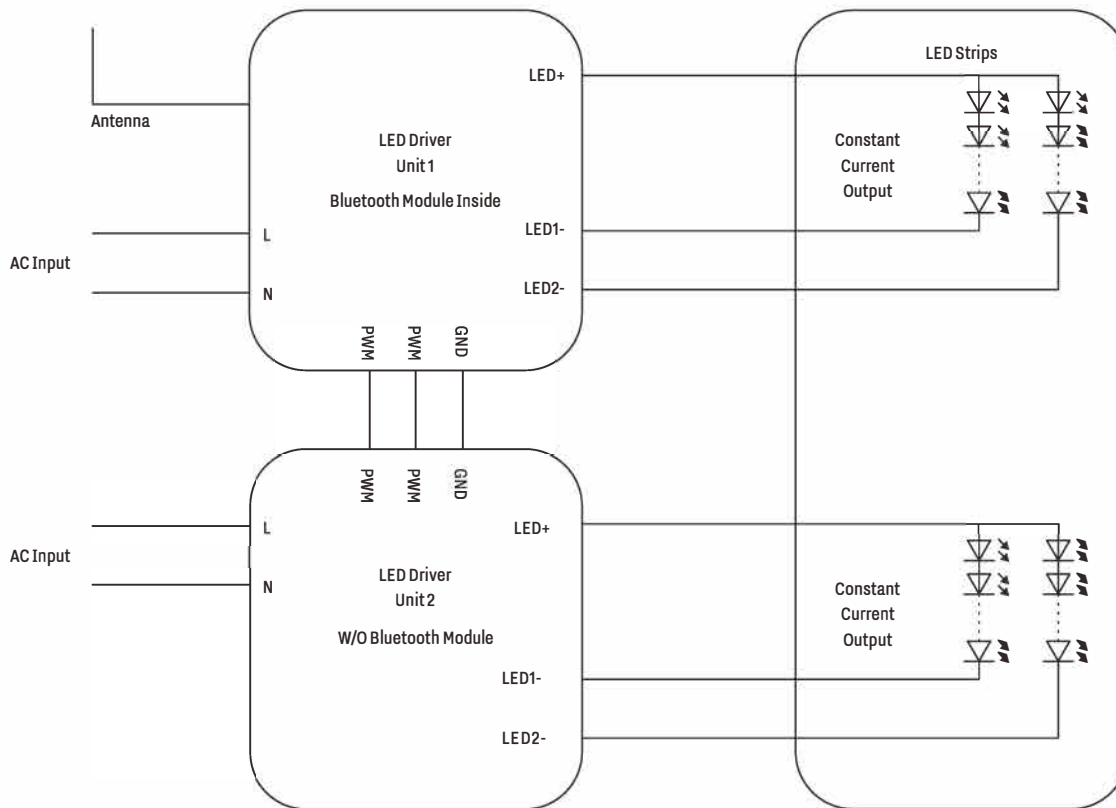 LED Strips
LED+
Antenna
LED Driver
Unit 1
Bluetooth Module Inside
Constant
Current
Output
AC Input
L
N
LED1-
LED2-
PWM
PWM
GND
PWM
PWM
GND
AC Input
L
N
LED+
LED Driver
Unit 2
W/O Bluetooth Module
Constant
Current
Output
LED1-
LED2-